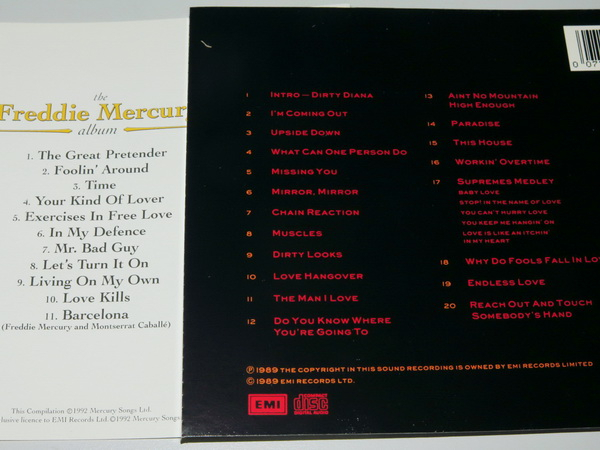 the
Freddie Mercury
album
1. The Great Pretender
2. Foolin' Around
3. Time
4. Your Kind Of Lover
5. Exercises In Free Love
6. In My Defence
7. Mr. Bad Guy
8. Let's Turn It On
9. Living On My Own
10. Love Kills
11. Barcelona
(Freddie Mercury and Montserrat Caballé)
This Compilation ©1992 Mercury Songs Ltd.
licence to EMI Records Ltd. ©1992 Mercury Songs
1 INTRO – DIRTY DIANA
2 I'M COMING OUT
3 UPSIDE DOWN
4 WHAT CAN ONE PERSON DO
5 MISSING YOU
6 MIRROR, MIRROR
7 CHAIN REACTION
8 MUSCLES
9 DIRTY LOOKS
10 LOVE HANGOVER
11 THE MAN I LOVE
12 DO YOU KNOW WHERE
YOU'RE GOING TO
13 AINT NO MOUNTAIN
HIGH ENOUGH
14 PARADISE
15 THIS HOUSE
16 WORKIN' OVERTIME
17 SUPREMES MEDLEY
BABY LOVE
STOP! IN THE NAME OF LOVE
YOU CAN'T HURRY LOVE
YOU KEEP ME HANGIN' ON
LOVE IS LIKE AN ITCHIN'
IN MY HEART
18 WHY DO FOOLS FALL IN LO
19 ENDLESS LOVE
20 REACH OUT AND TOUCH
SOMEBODY'S HAND
℗ 1989 THE COPYRIGHT IN THIS SOUND RECORDING IS OWNED BY EMI RECORDS LIMITED
© 1989 EMI RECORDS LTD.
EMI
COMPACT
disc
DIGITAL AUDIO